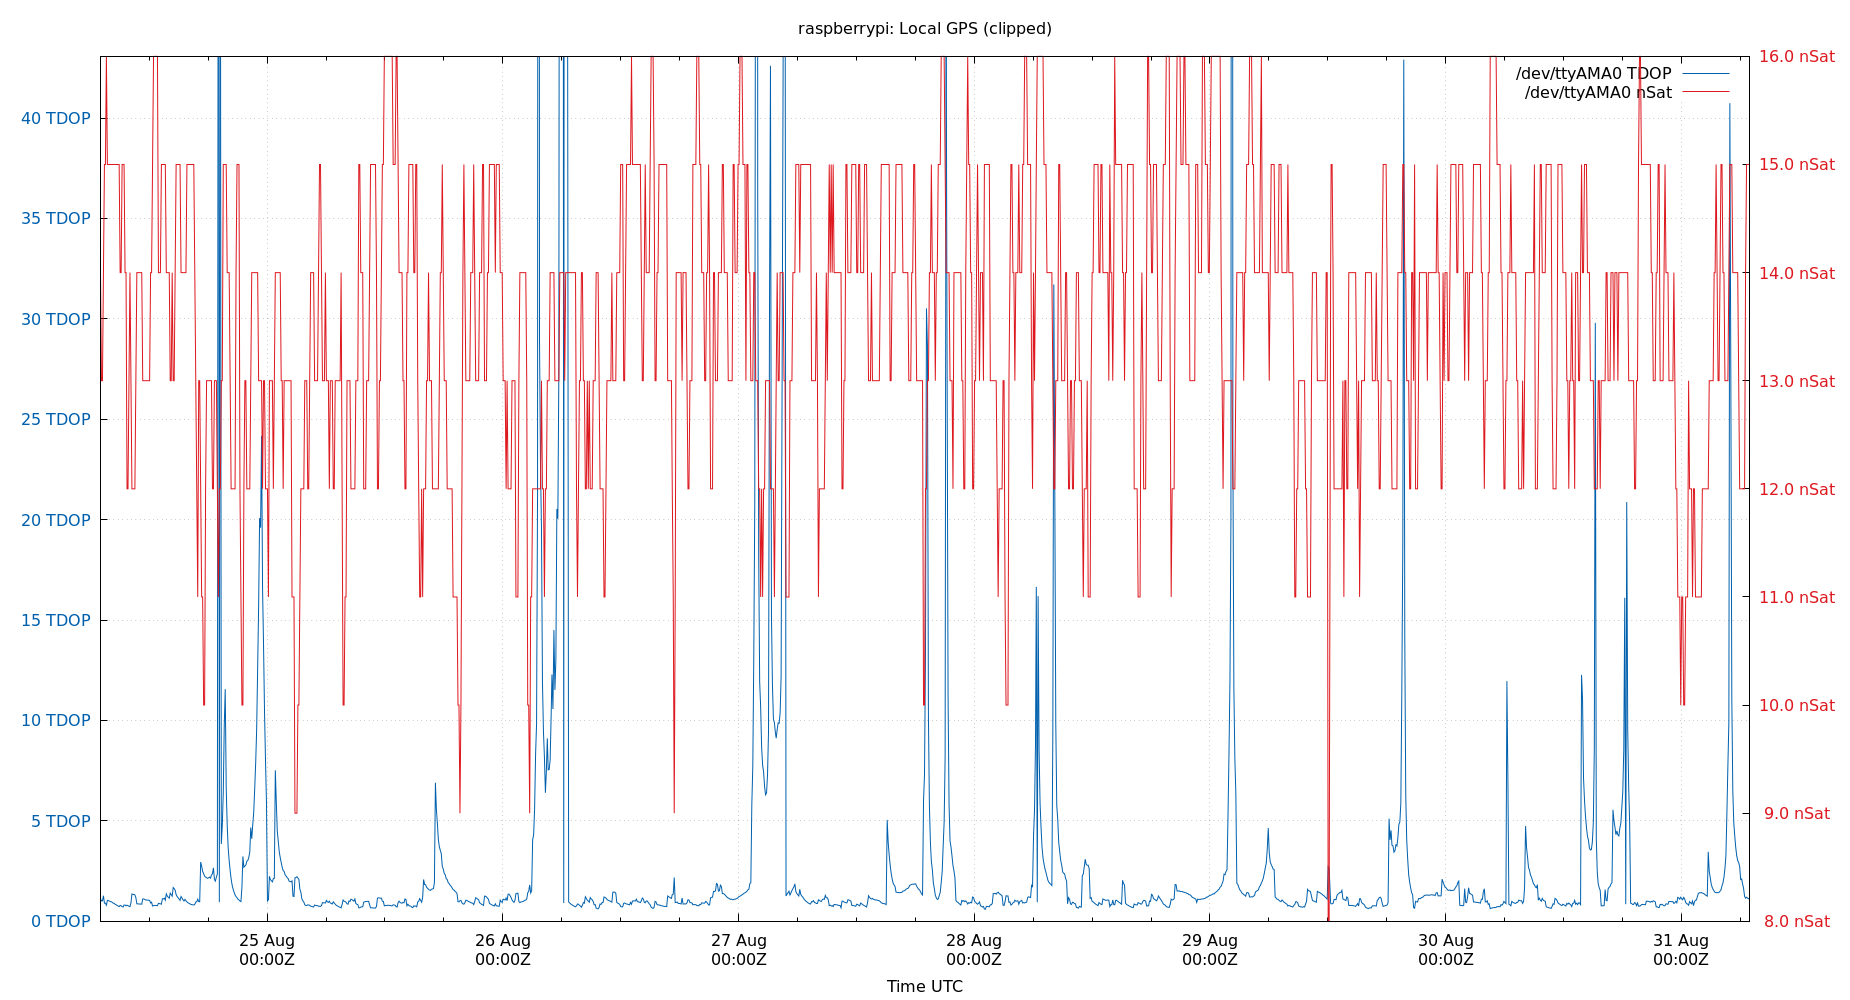 raspberrypi: Local GPS (clipped)
/dev/ttyAMA0 TDOP
/dev/ttyAMA0 nSat
40 TDOP
35 TDOP
30 TDOP
25 TDOP
20 TDOP
15 TDOP
10 TDOP
5 TDOP
0 TDOP
16.0 nSat
15.0 nSat
14.0 nSat
13.0 nSat
12.0 nSat
11.0 nSat
10.0 nSat
9.0 nSat
8.0 nSat
25 Aug
00:00Z
26 Aug
00:00Z
27 Aug
00:00Z
28 Aug
00:00Z
29 Aug
00:00Z
30 Aug
00:00Z
31 Aug
00:00Z
Time UTC